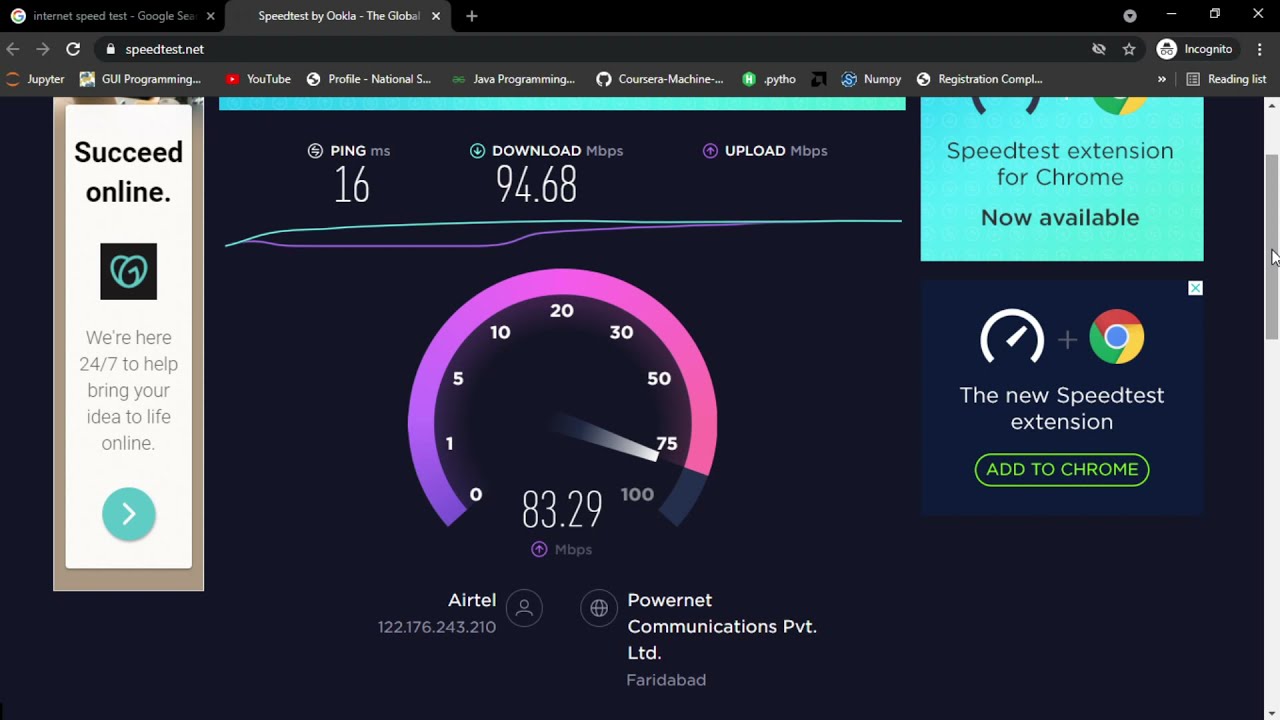 internet speed test - Google Sea
Speedtest by Ookla - The Global
speedtest.net
Incognito
Jupyter
GUI Programming...
YouTube
Profile - National S...
Java Programming...
Coursera-Machine-...
.pytho
Numpy
Registration Compl...
»
Reading list
Succeed
online.
We're here
24/7 to help
bring your
idea to life
online.
PING ms
16
DOWNLOAD Mbps
94.68
UPLOAD Mbps
0
1
5
10
20
30
50
75
100
83.29
Mbps
Airtel
122.176.243.210
Powernet
Communications Pvt.
Ltd.
Faridabad
Speedtest extension
for Chrome
Now available
The new Speedtest
extension
ADD TO CHROME